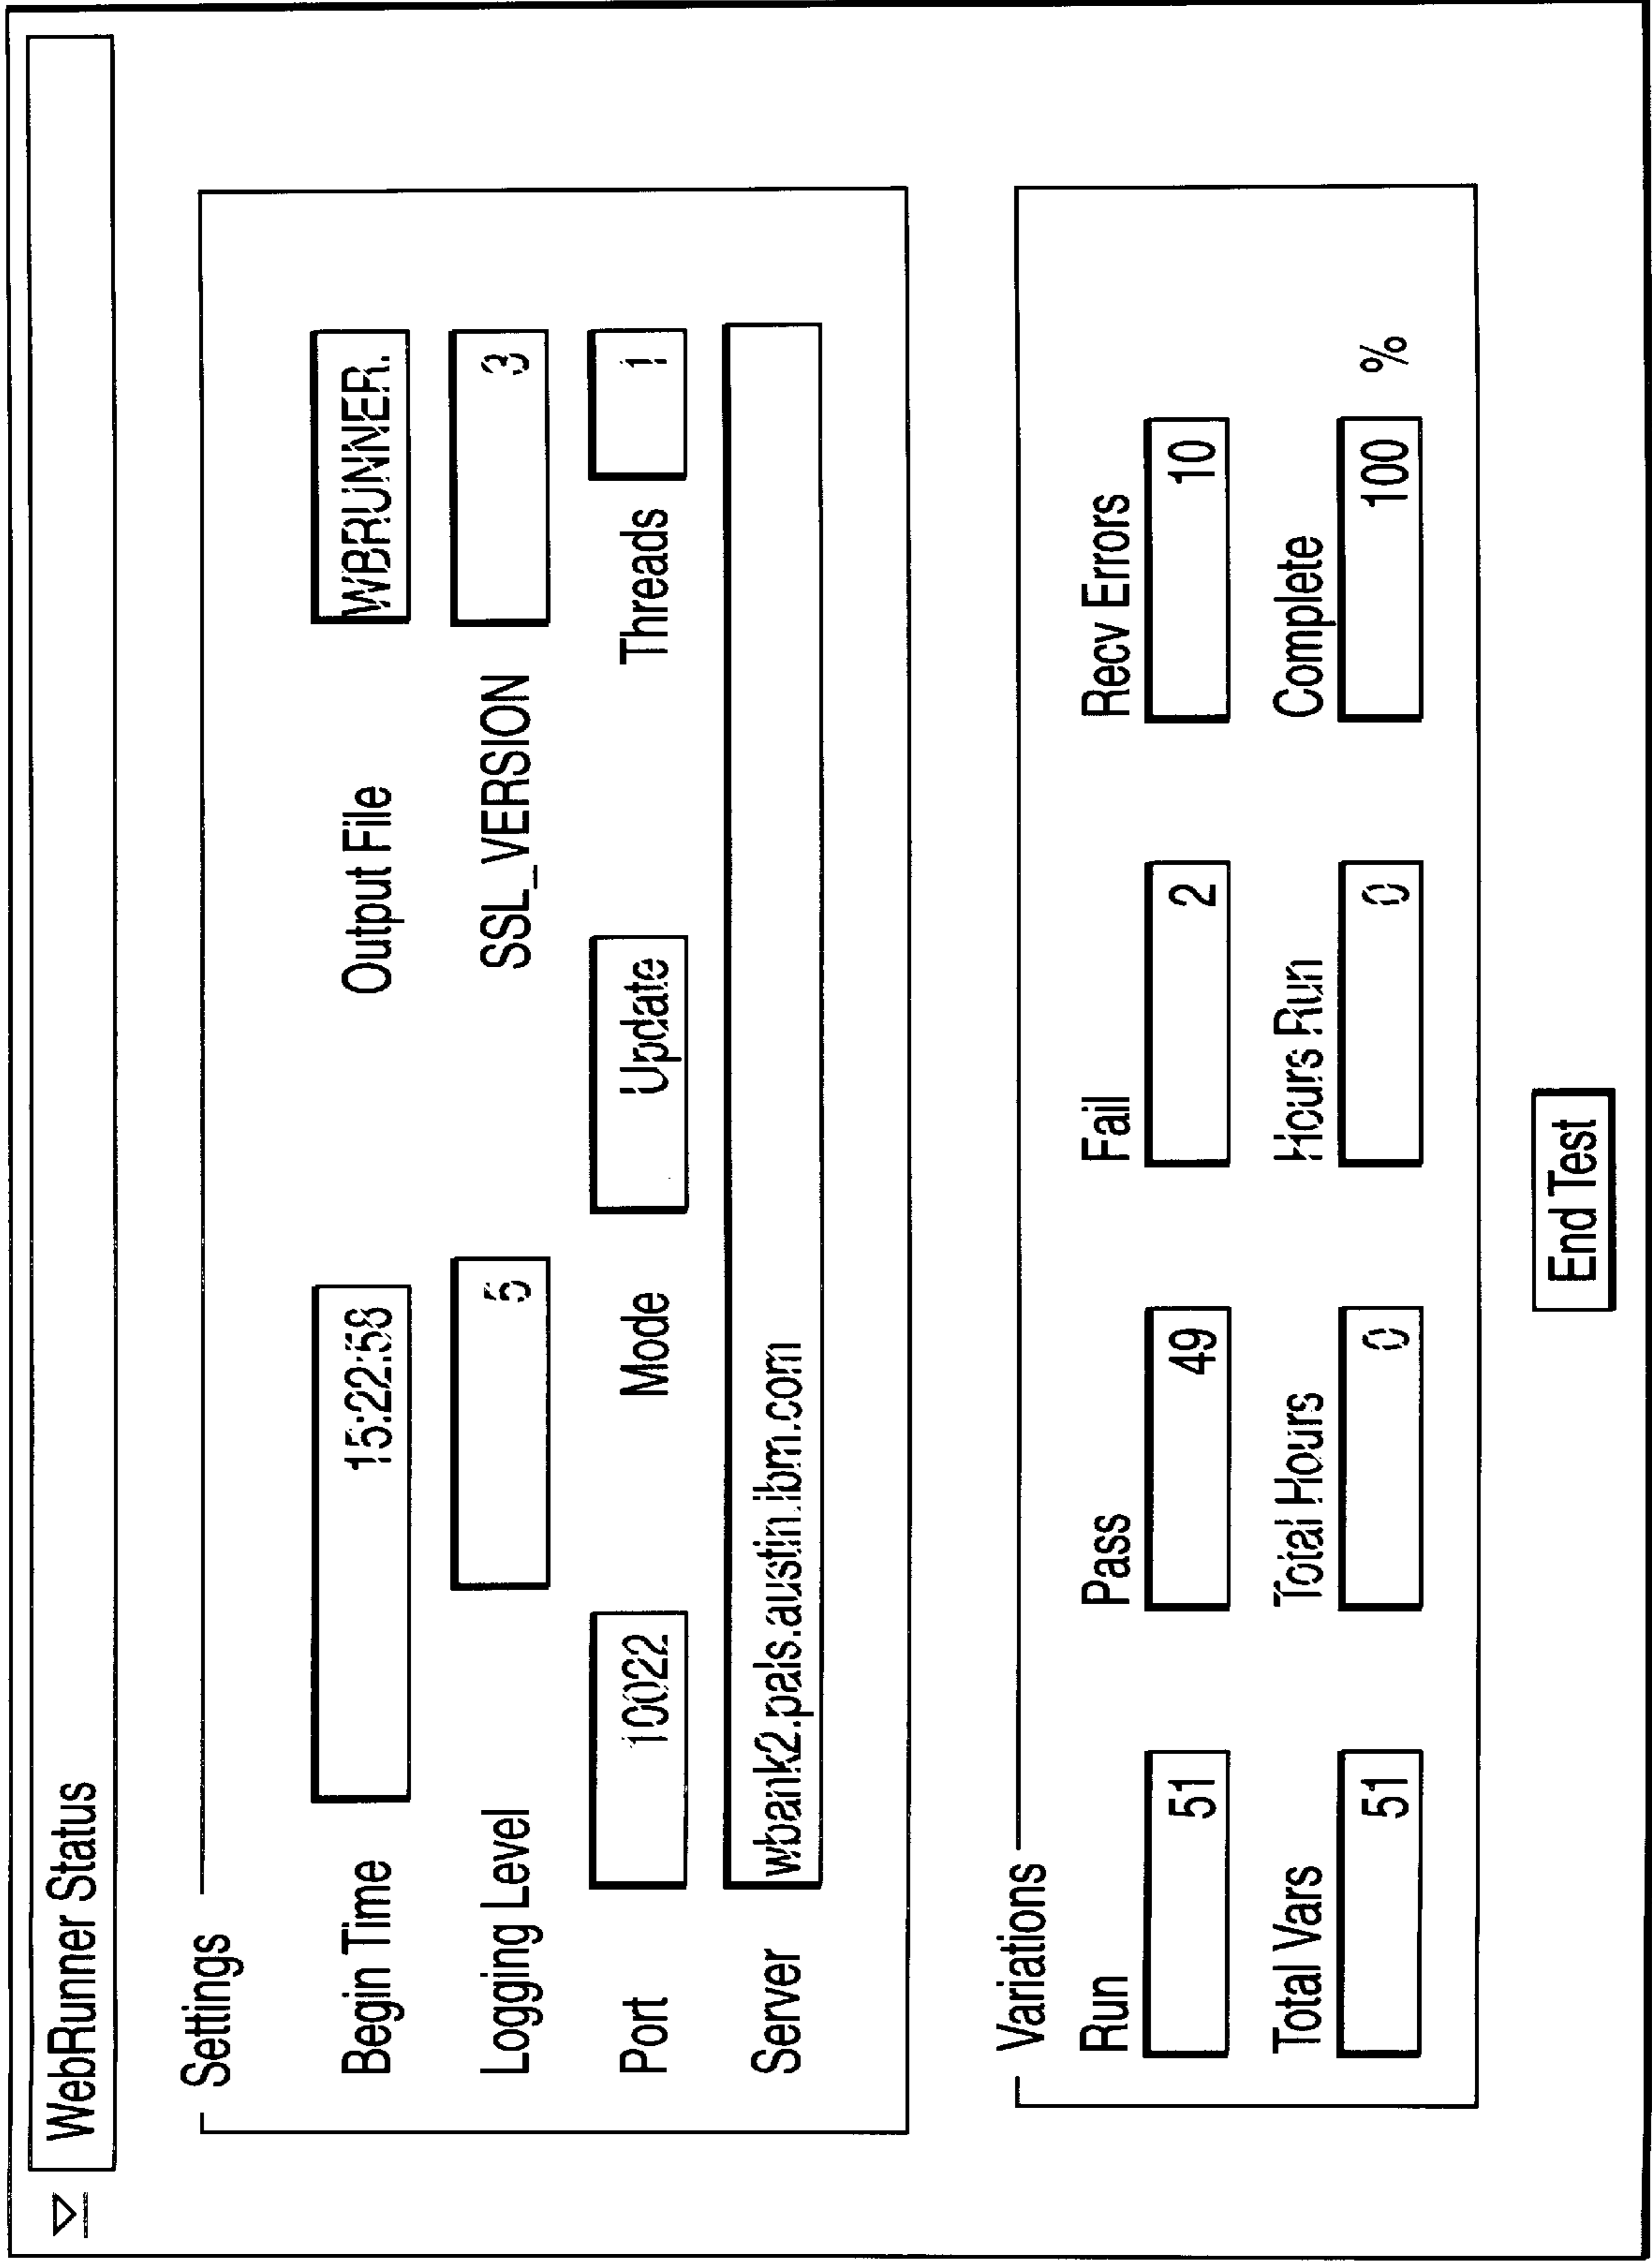 WebRunner Status
Settings
Begin Time 15:22:58 Output File WBRUNNER.
Logging Level 5 SSL_VERSION 3
Port 10022 Mode Update Threads 1
Server wbank2.pals.austin.ibm.com
Variations
Run Pass Fail Recv Errors
51 49 2 10
Total Vars Total Hours Hours Run Complete
51 0 0 100 %
End Test